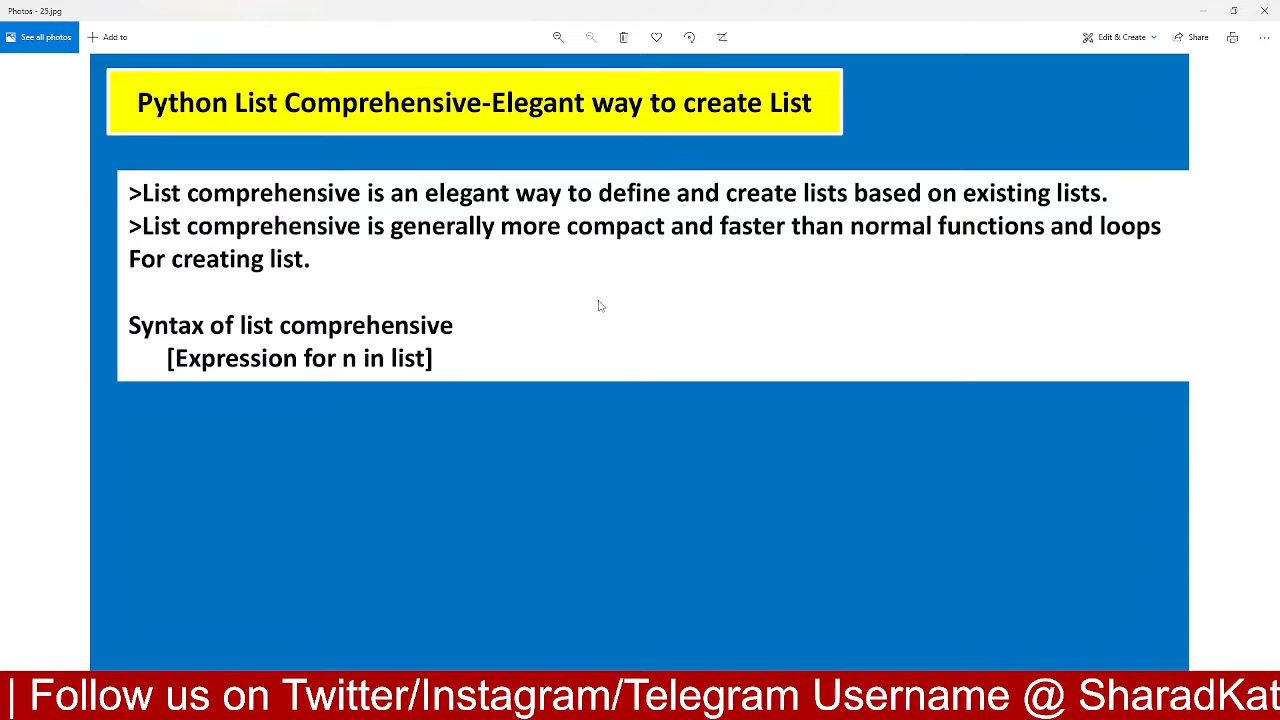 Photos - 25.jpg
See all photos
Add to
Edit & Create
Share
Python List Comprehensive-Elegant way to create List
>List comprehensive is an elegant way to define and create lists based on existing lists.
>List comprehensive is generally more compact and faster than normal functions and loops
For creating list.
Syntax of list comprehensive
[Expression for n in list]
| Follow us on Twitter/Instagram/Telegram Username @ SharadKat